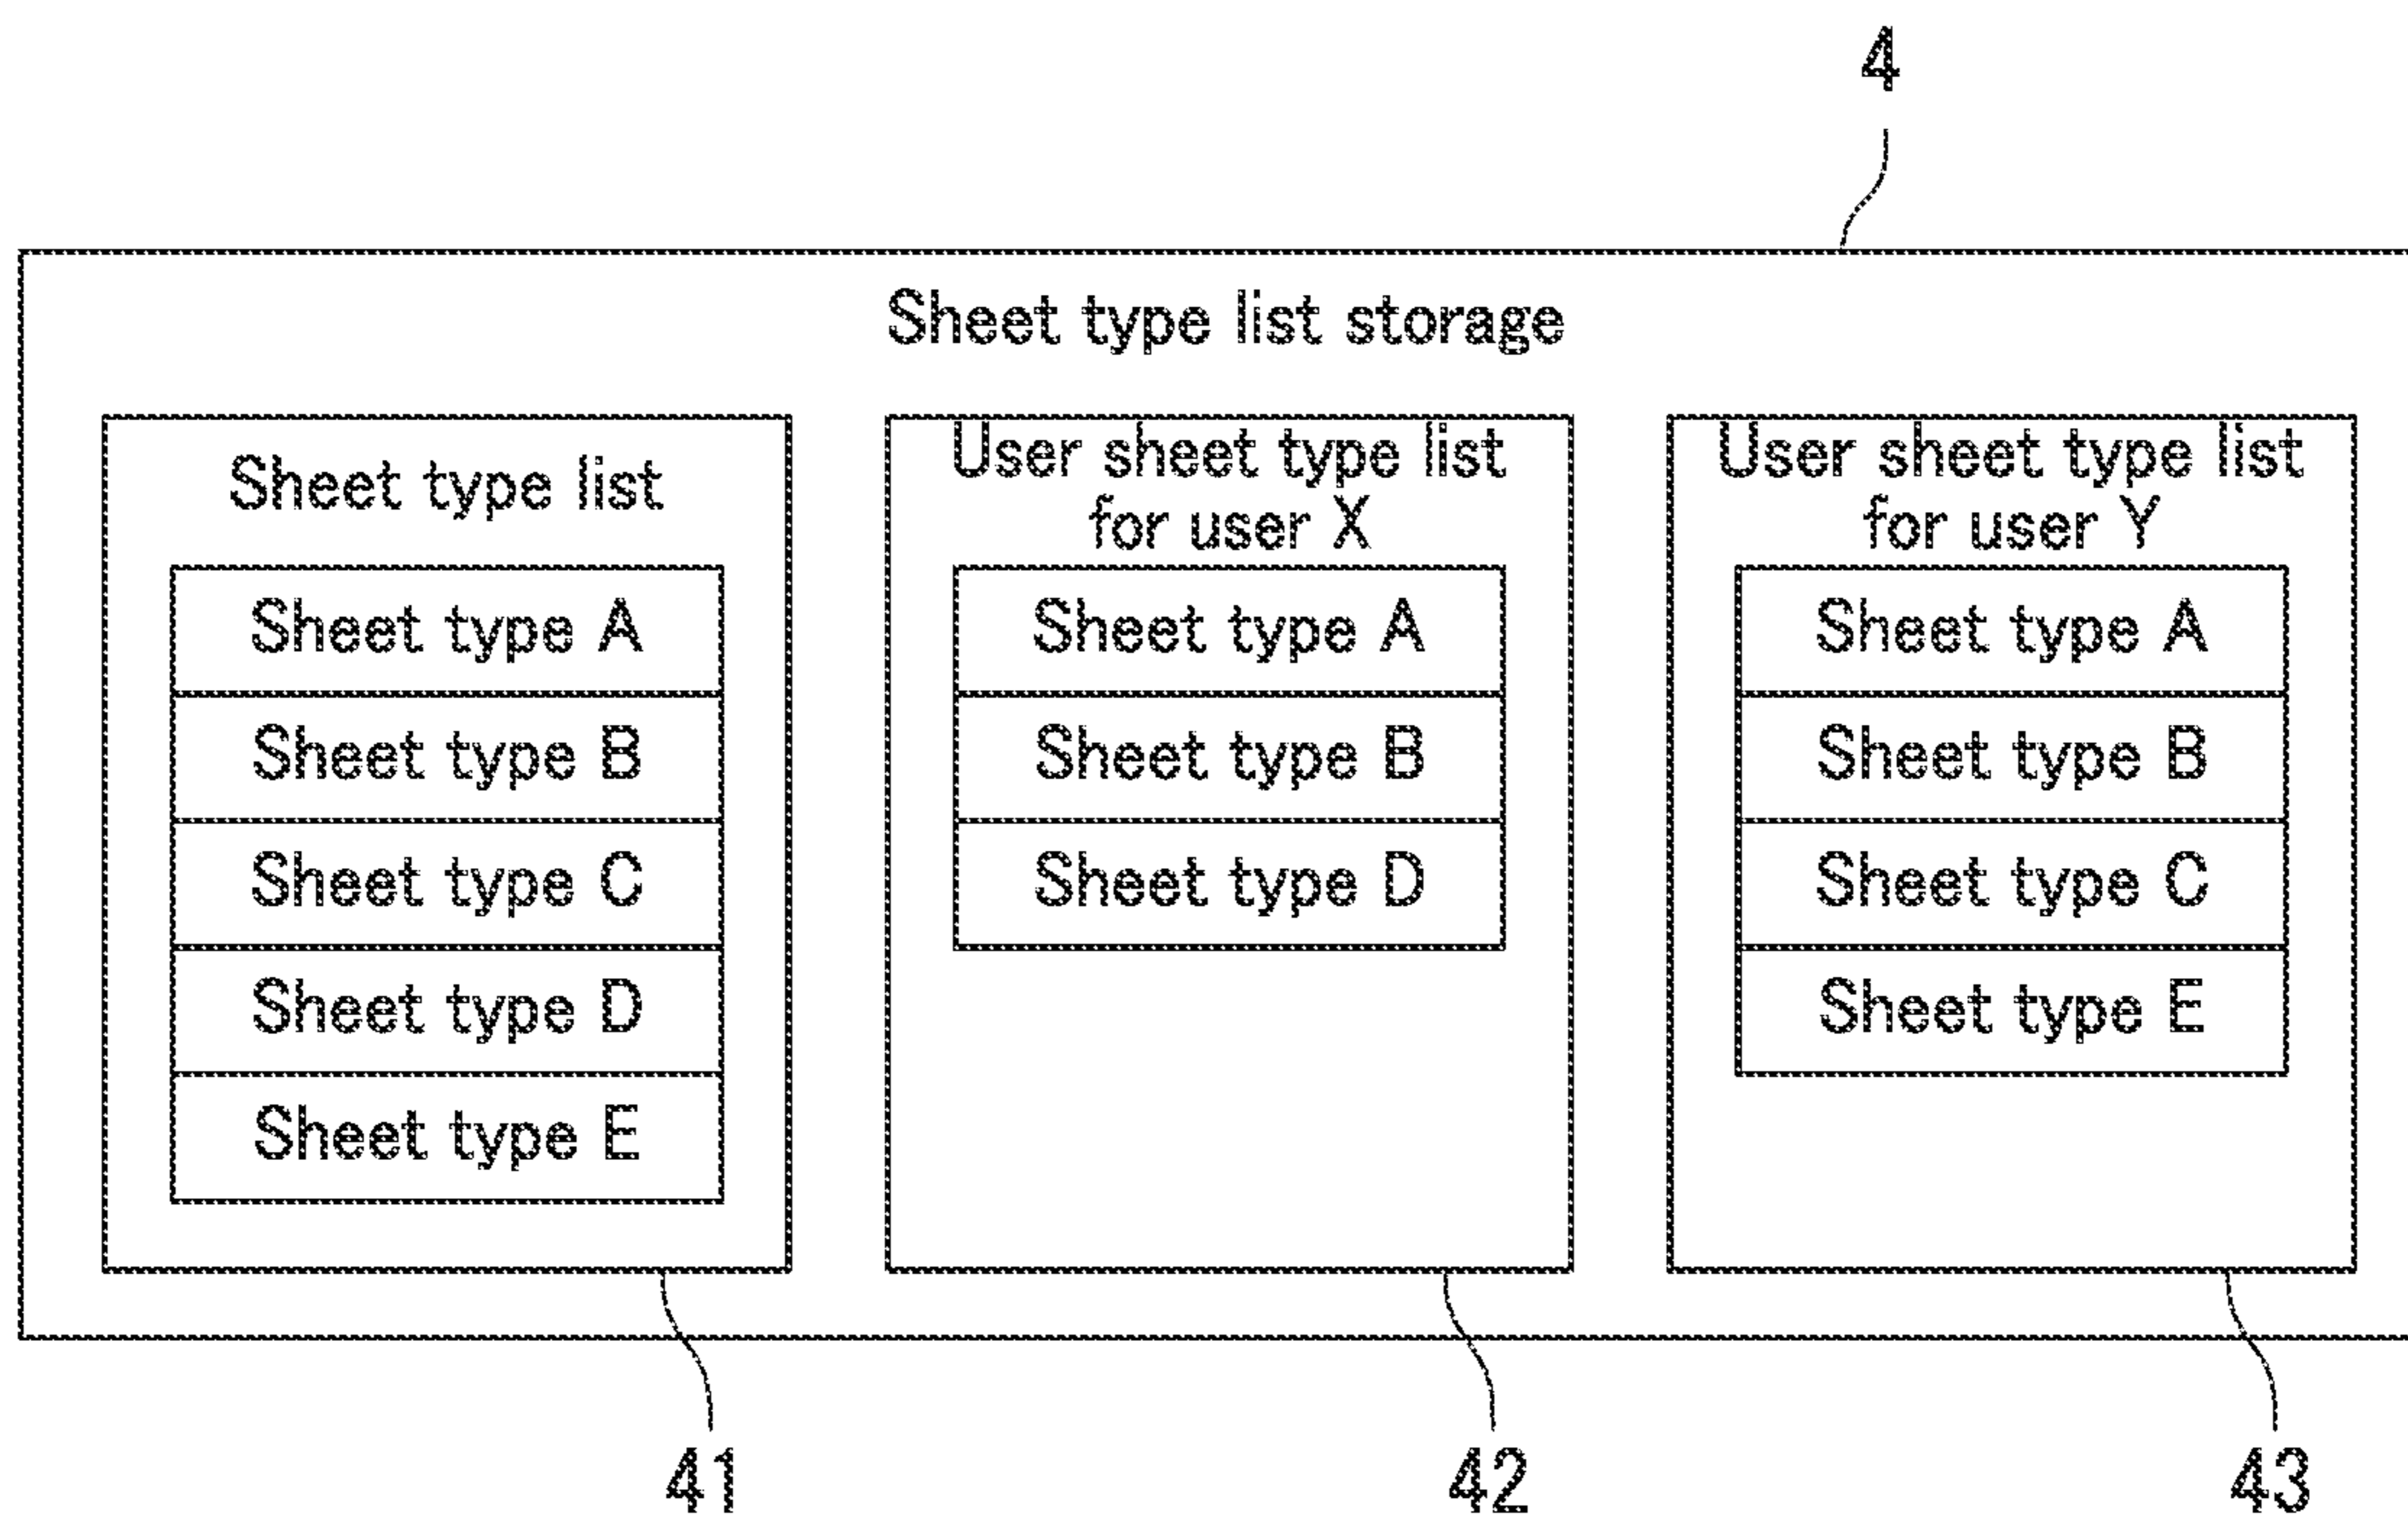 4
Sheet type list storage
Sheet type list
Sheet type A
Sheet type B
Sheet type C
Sheet type D
Sheet type E
User sheet type list
for user X
Sheet type A
Sheet type B
Sheet type D
User sheet type list
for user Y
Sheet type A
Sheet type B
Sheet type C
Sheet type E
41
42
43